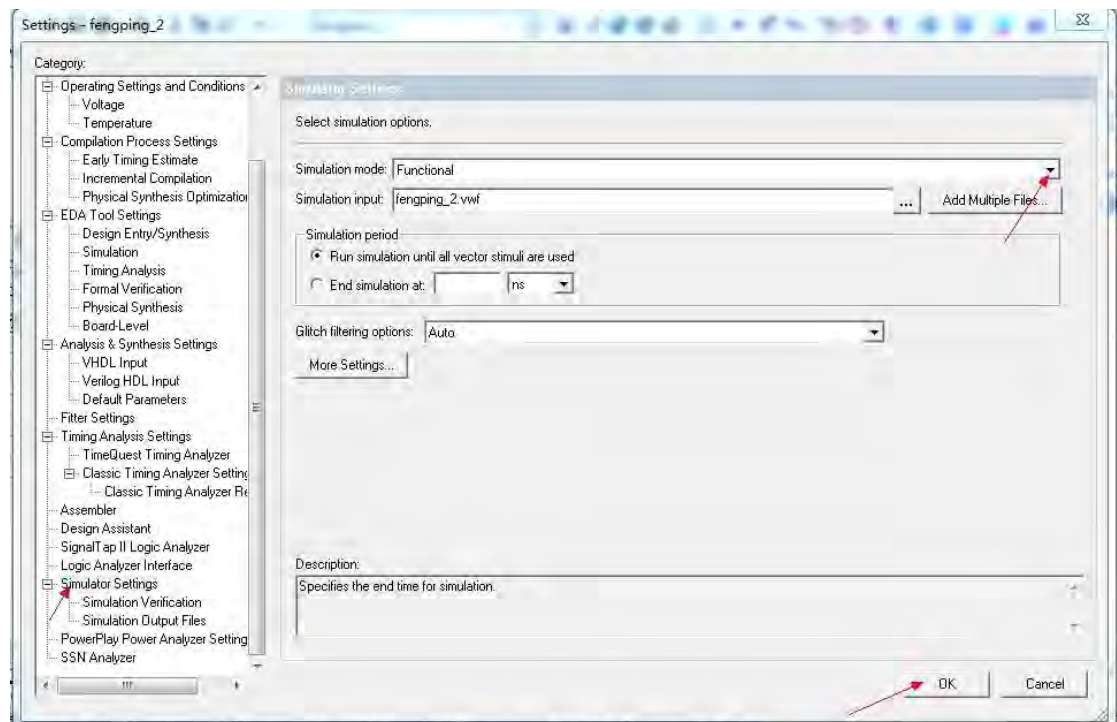 Settings - fengping_2
Category:
Operating Settings and Conditions
Voltage
Temperature
Compilation Process Settings
Early Timing Estimate
Incremental Compilation
Physical Synthesis Optimization
EDA Tool Settings
Design Entry/Synthesis
Simulation
Timing Analysis
Formal Verification
Physical Synthesis
Board-Level
Analysis & Synthesis Settings
VHDL Input
Verilog HDL Input
Default Parameters
Fitter Settings
Timing Analysis Settings
TimeQuest Timing Analyzer
Classic Timing Analyzer Setting
Classic Timing Analyzer Re
Assembler
Design Assistant
SignalTap II Logic Analyzer
Logic Analyzer Interface
Simulator Settings
Simulation Verification
Simulation Output Files
PowerPlay Power Analyzer Setting
SSN Analyzer
Simulator Settings
Select simulation options.
Simulation mode: Functional
Simulation input: fengping_2.vwf ... Add Multiple Files...
Simulation period
Run simulation until all vector stimuli are used
End simulation at: ns
Glitch filtering options: Auto
More Settings...
Description:
Specifies the end time for simulation.
OK Cancel